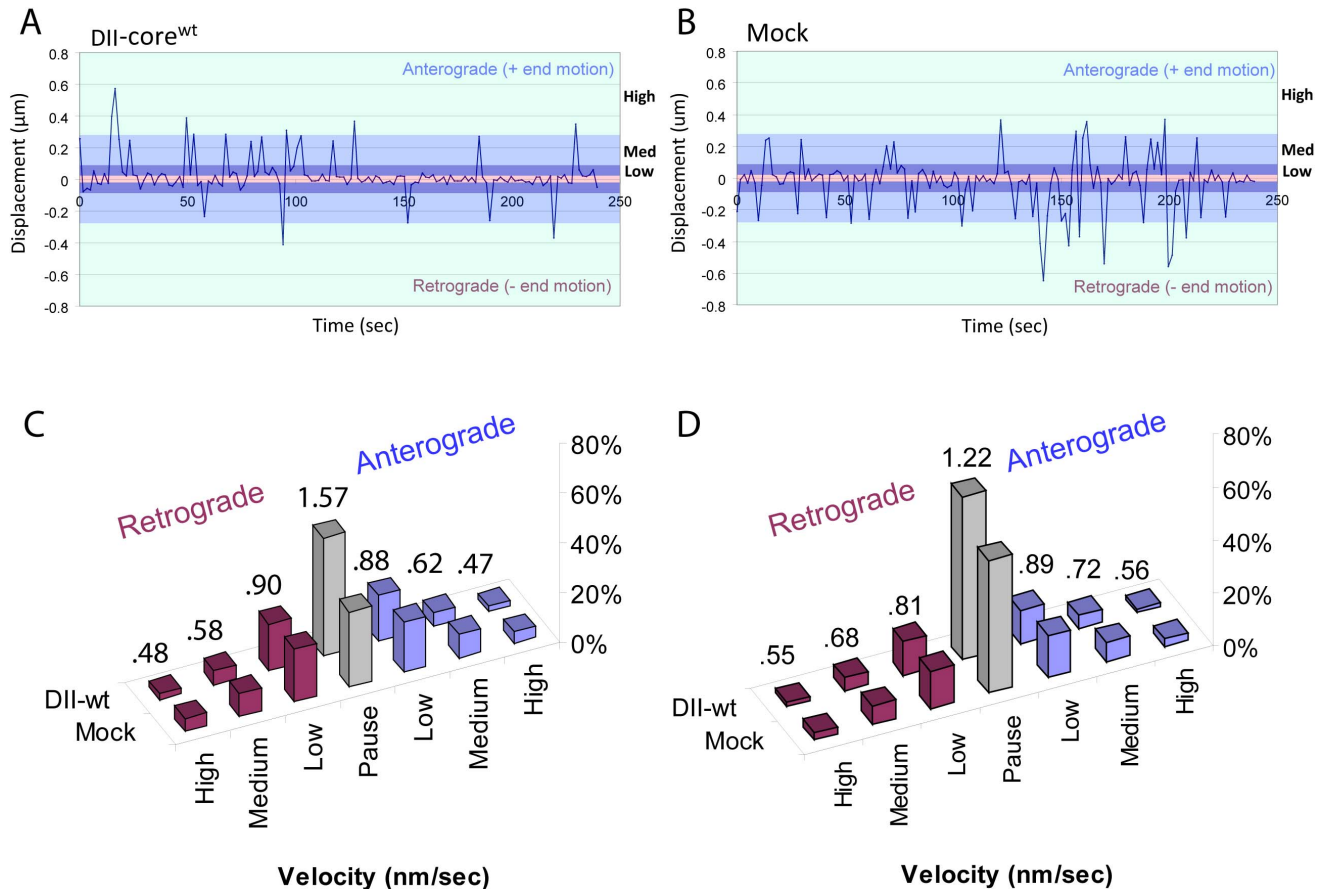 A
DII-core^wt
Displacement (µm)
0.8
0.6
0.4
0.2
0
-0.2
-0.4
-0.6
-0.8
Anterograde (+ end motion)
Retrograde (- end motion)
0 50 100 150 200 250
High
Med
Low
Time (sec)
B
Mock
Displacement (um)
0.8
0.6
0.4
0.2
0
-0.2
-0.4
-0.6
-0.8
Anterograde (+ end motion)
Retrograde (- end motion)
0 50 100 150 200 250
High
Med
Low
Time (sec)
C
Retrograde
Anterograde
.48 .58 .90 1.57 .88 .62 .47
80%
60%
40%
20%
0%
DII-wt
Mock
High
Medium
Low
Pause
Low
Medium
High
Velocity (nm/sec)
D
Retrograde
Anterograde
.55 .68 .81 1.22 .89 .72 .56
80%
60%
40%
20%
0%
DII-wt
Mock
High
Medium
Low
Pause
Low
Medium
High
Velocity (nm/sec)